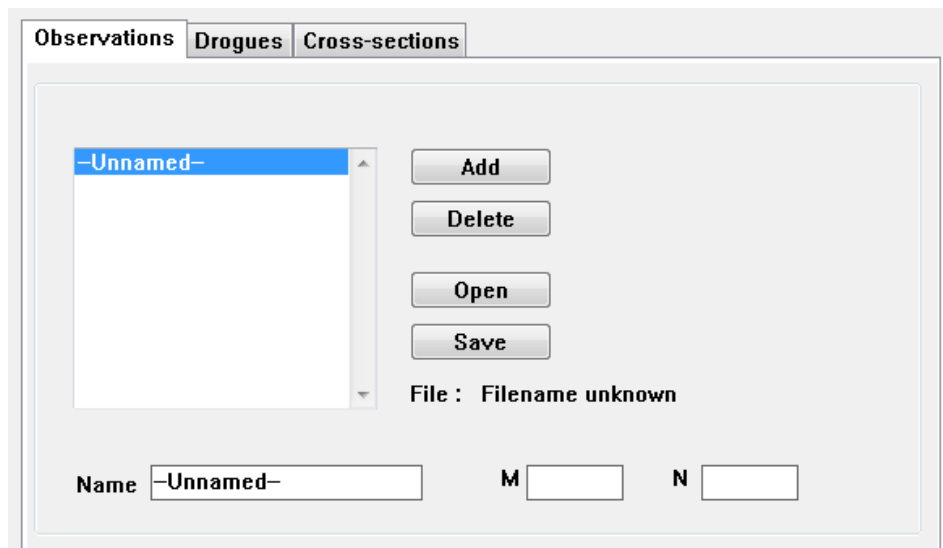 Observations Drogues Cross-sections
–Unnamed–
Add
Delete
Open
Save
File : Filename unknown
Name –Unnamed– M N